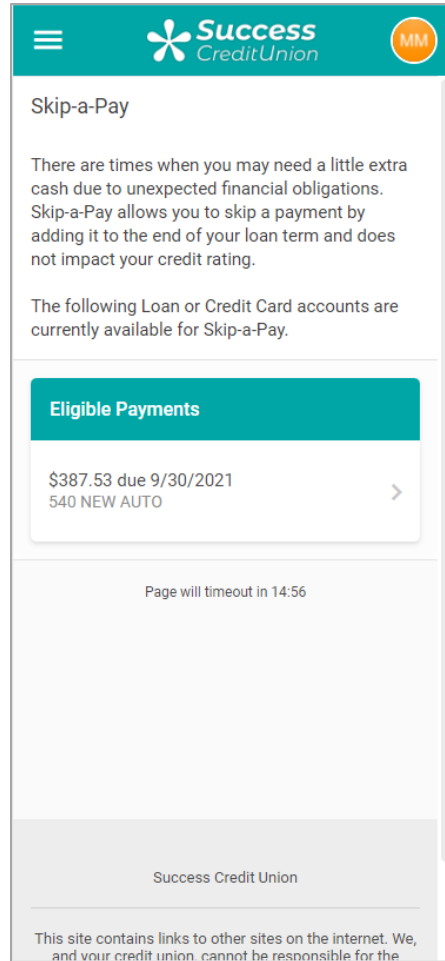 Success
CreditUnion
MM
Skip-a-Pay
There are times when you may need a little extra
cash due to unexpected financial obligations.
Skip-a-Pay allows you to skip a payment by
adding it to the end of your loan term and does
not impact your credit rating.
The following Loan or Credit Card accounts are
currently available for Skip-a-Pay.
Eligible Payments
$387.53 due 9/30/2021
540 NEW AUTO
Page will timeout in 14:56
Success Credit Union
This site contains links to other sites on the internet. We,
and your credit union, cannot be responsible for the